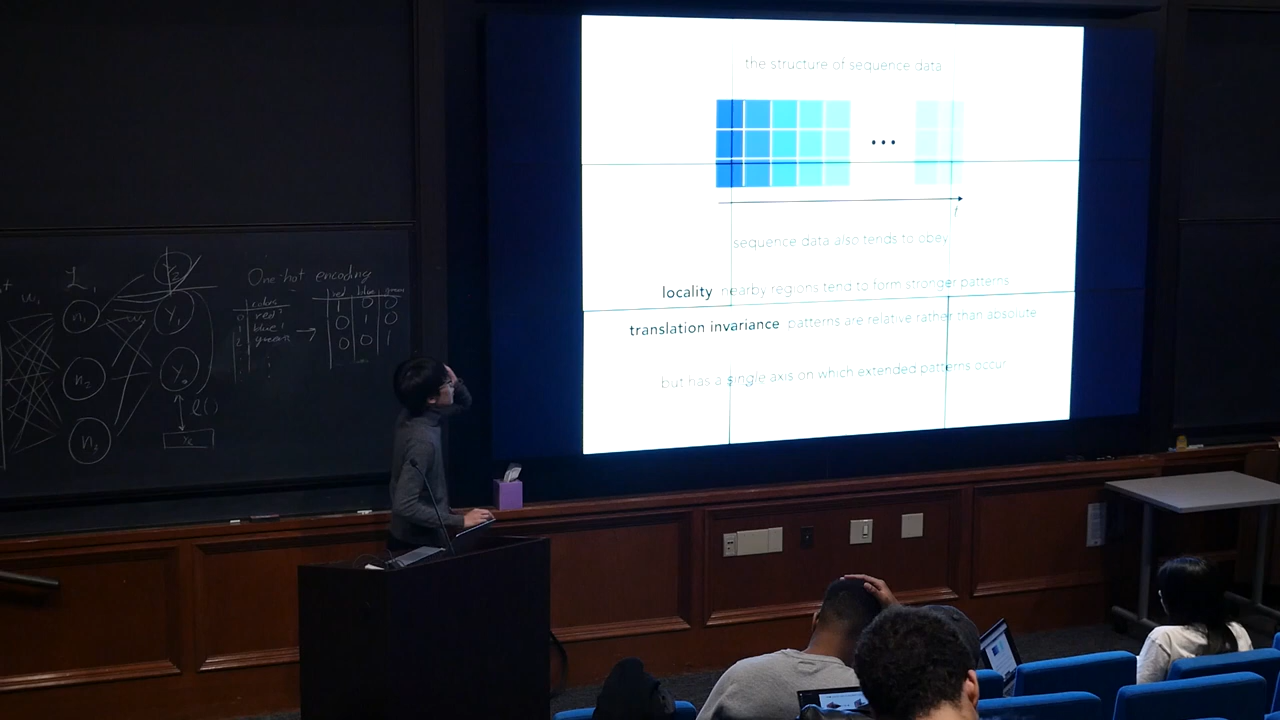 the structure of sequence data
...
t
sequence data also tends to obey
locality nearby regions tend to form stronger patterns
translation invariance patterns are relative rather than absolute
but has a single axis on which extended patterns occur
One-hot encoding
colors
0 red
1 blue
2 green
red blue green
0 0
0 1 0
0 0 1
L₁
w₁
n₁
n₂
n₃
Y₂
Y₁
Y₀
l()